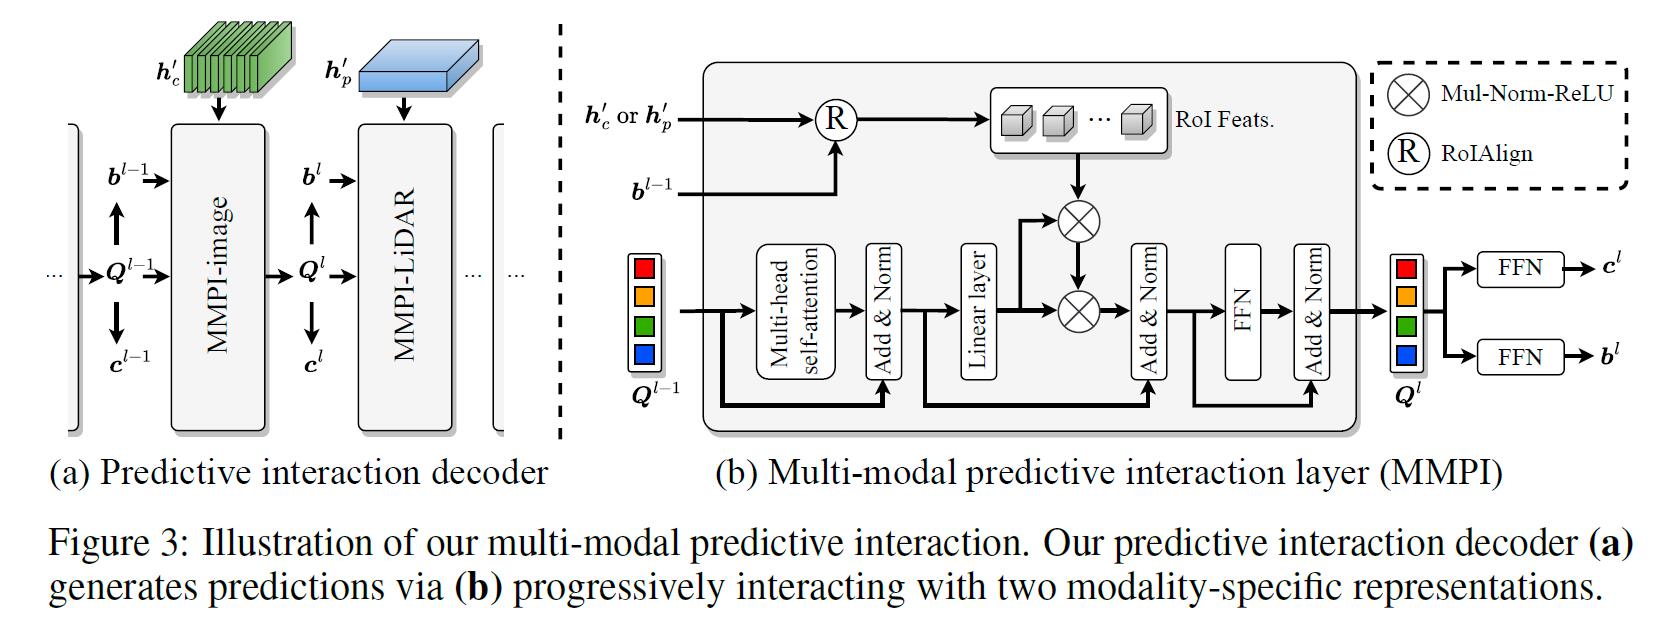 h′_c
h′_p
b^{l−1}
b^l
... Q^{l−1} Q^l ... ...
c^{l−1}
c^l
MMPI-image
MMPI-LiDAR
(a) Predictive interaction decoder
h′_c or h′_p
R
... RoI Feats.
b^{l−1}
Q^{l−1}
Multi-head
self-attention
Add & Norm
Linear layer
Add & Norm
FFN
Add & Norm
Q^l
FFN c^l
FFN b^l
Mul-Norm-ReLU
R RoIAlign
(b) Multi-modal predictive interaction layer (MMPI)
Figure 3: Illustration of our multi-modal predictive interaction. Our predictive interaction decoder (a)
generates predictions via (b) progressively interacting with two modality-specific representations.